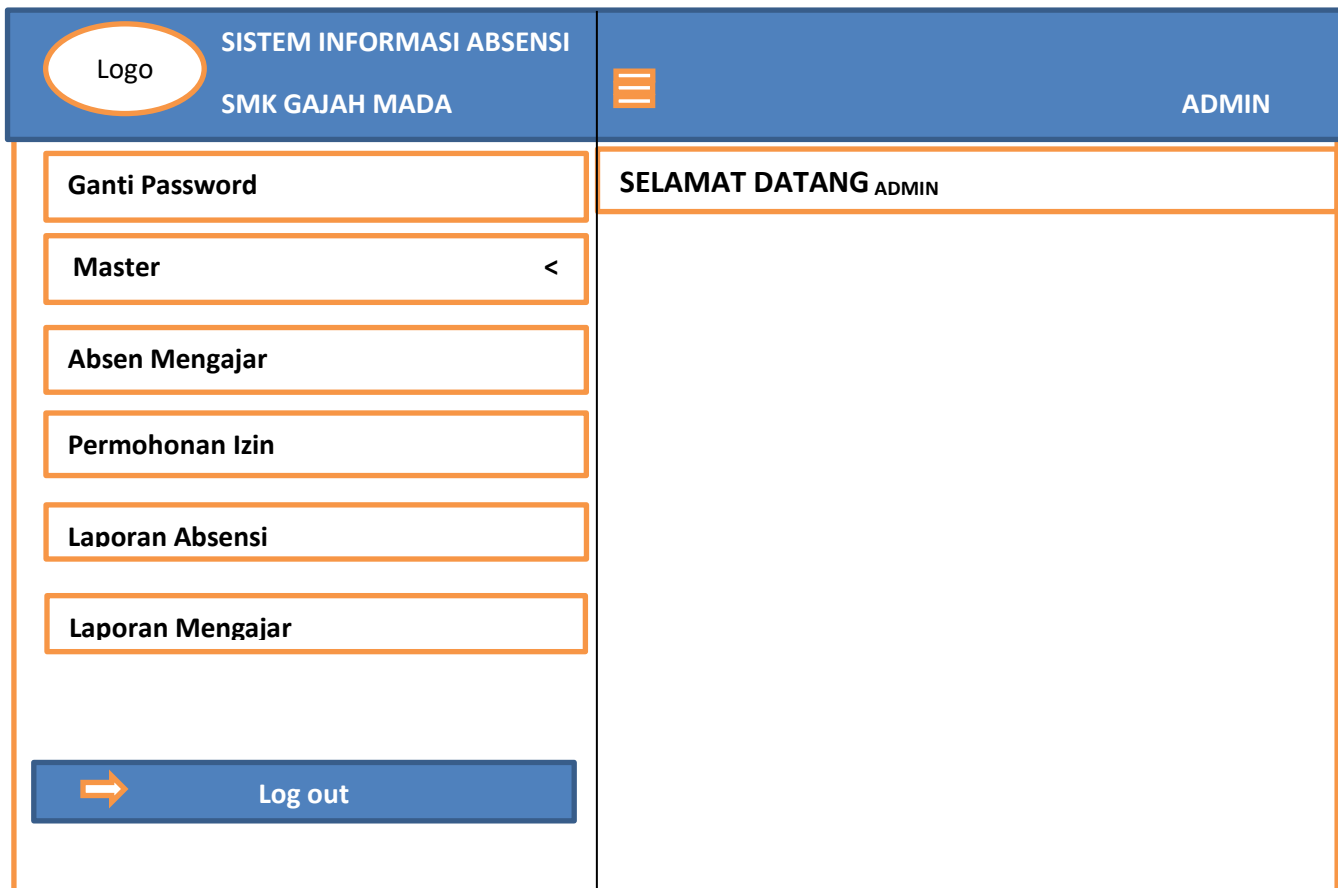 Logo
SISTEM INFORMASI ABSENSI
SMK GAJAH MADA
ADMIN
Ganti Password
Master <
Absen Mengajar
Permohonan Izin
Laporan Absensi
Laporan Mengajar
Log out
SELAMAT DATANG ADMIN